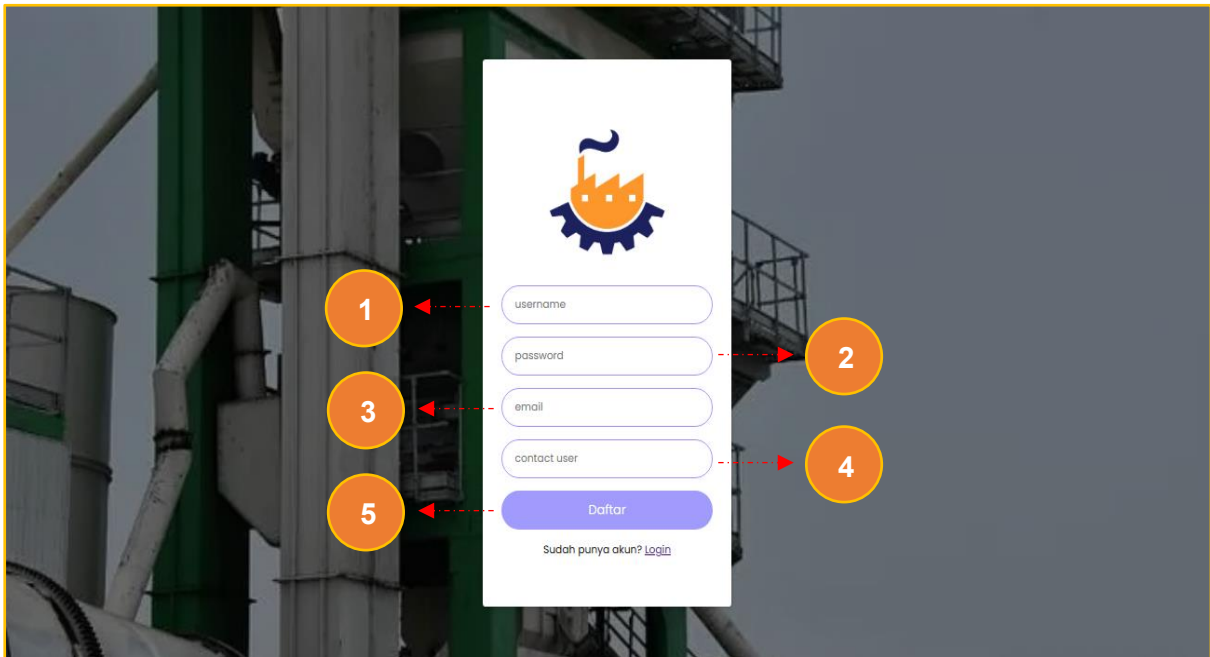 1
username
password
2
3
email
contact user
4
5
Daftar
Sudah punya akun? Login